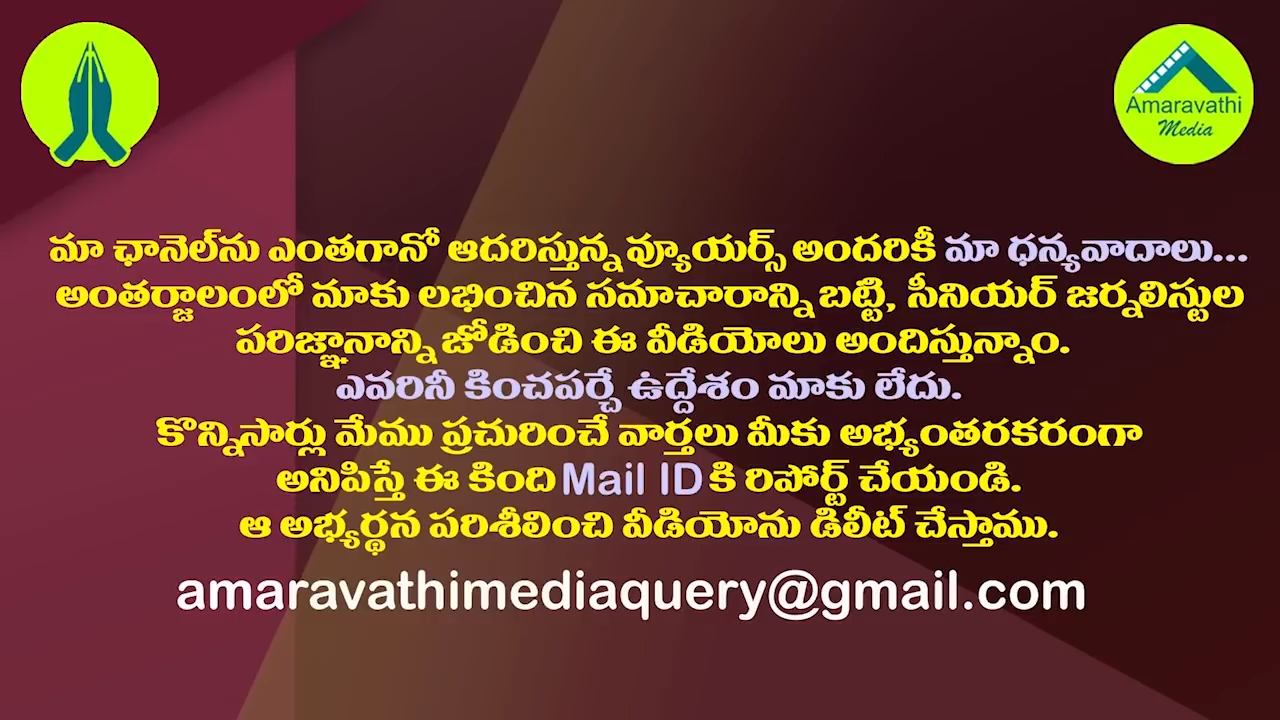 Amaravathi
Media
మా ఛానెల్‌ను ఎంతగానో ఆదరిస్తున్న వ్యూయర్స్ అందరికీ మా ధన్యవాదాలు...
అంతర్జాలంలో మాకు లభించిన సమాచారాన్ని బట్టి, సీనియర్ జర్నలిస్టుల
పరిజ్ఞానాన్ని జోడించి ఈ వీడియోలు అందిస్తున్నాం.
ఎవరినీ కించపర్చే ఉద్దేశం మాకు లేదు.
కొన్నిసార్లు మేము ప్రచురించే వార్తలు మీకు అభ్యంతరకరంగా
అనిపిస్తే ఈ కింది Mail ID కి రిపోర్ట్ చేయండి.
ఆ అభ్యర్థన పరిశీలించి వీడియోను డిలీట్ చేస్తాము.
amaravathimediaquery@gmail.com